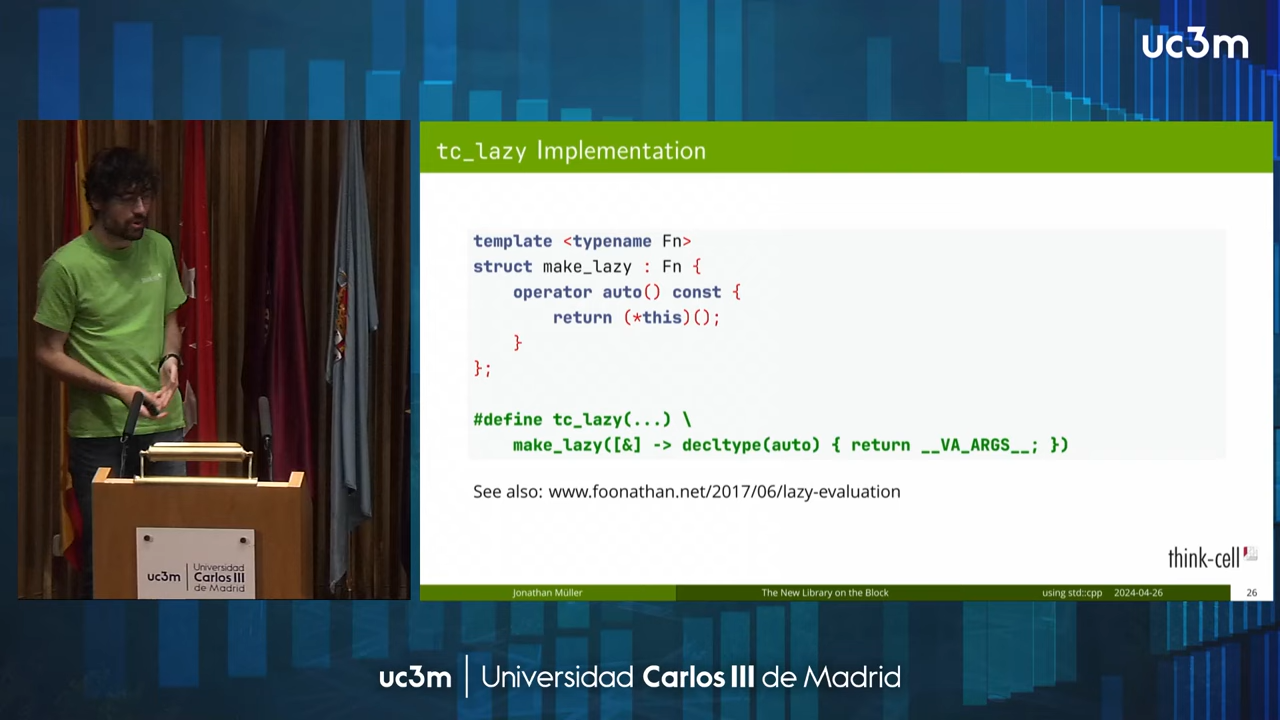 uc3m
tc_lazy Implementation
template <typename Fn>
struct make_lazy : Fn {
    operator auto() const {
        return (*this)();
    }
};
#define tc_lazy(...) \
    make_lazy([&] -> decltype(auto) { return __VA_ARGS__; })
See also: www.foonathan.net/2017/06/lazy-evaluation
think-cell
Jonathan Müller The New Library on the Block using std::cpp 2024-04-26 26
uc3m Universidad
Carlos III
de Madrid
uc3m Universidad Carlos III de Madrid